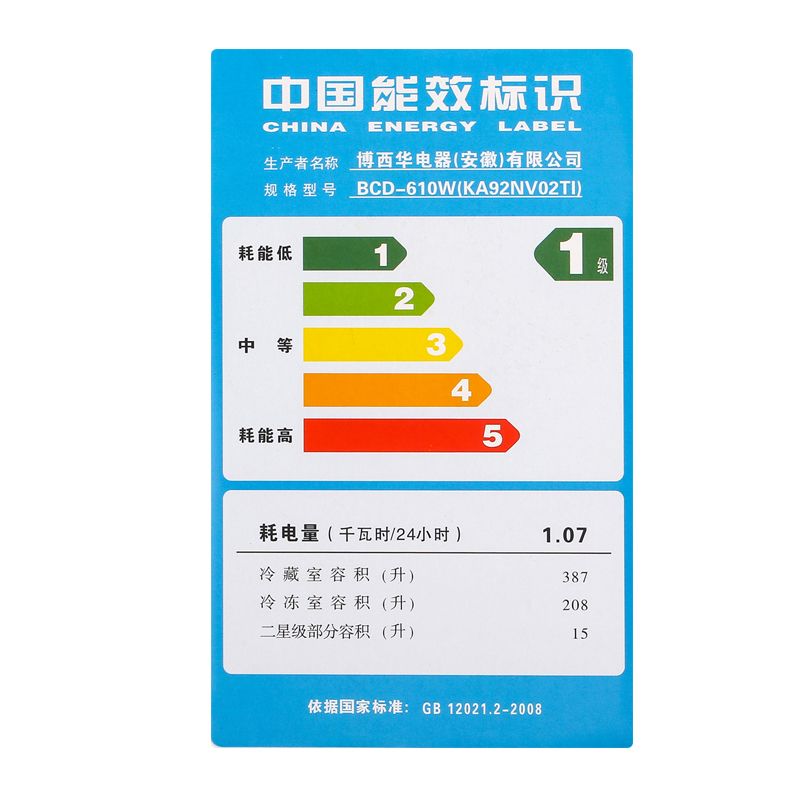 中国能效标识
CHINA ENERGY LABEL
生产者名称 博西华电器(安徽)有限公司
规格型号 BCD-610W(KA92NV02TI)
耗能低 1 1级
2
中等 3
4
耗能高 5
耗电量(千瓦时/24小时) 1.07
冷藏室容积(升) 387
冷冻室容积(升) 208
二星级部分容积(升) 15
依据国家标准: GB 12021.2-2008